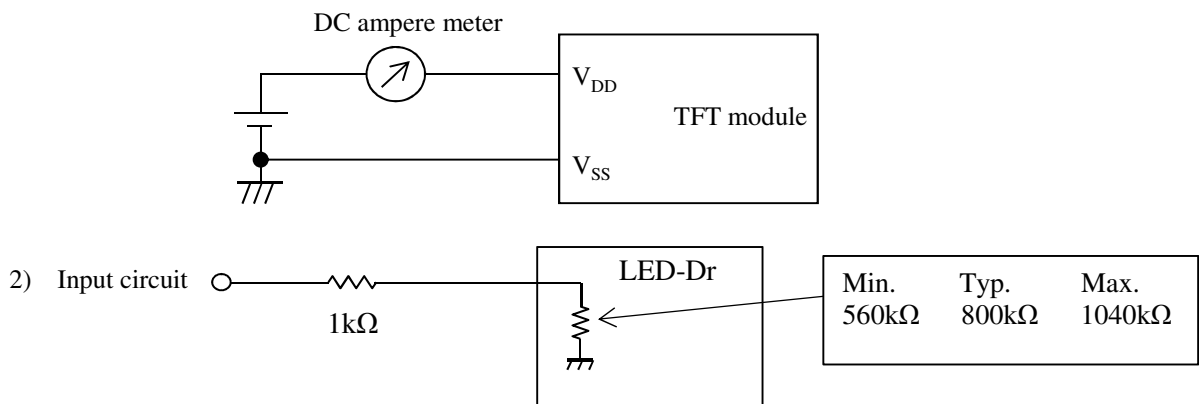 DC ampere meter
V_DD
TFT module
V_SS
2) Input circuit
1kΩ
LED-Dr
Min. Typ. Max.
560kΩ 800kΩ 1040kΩ